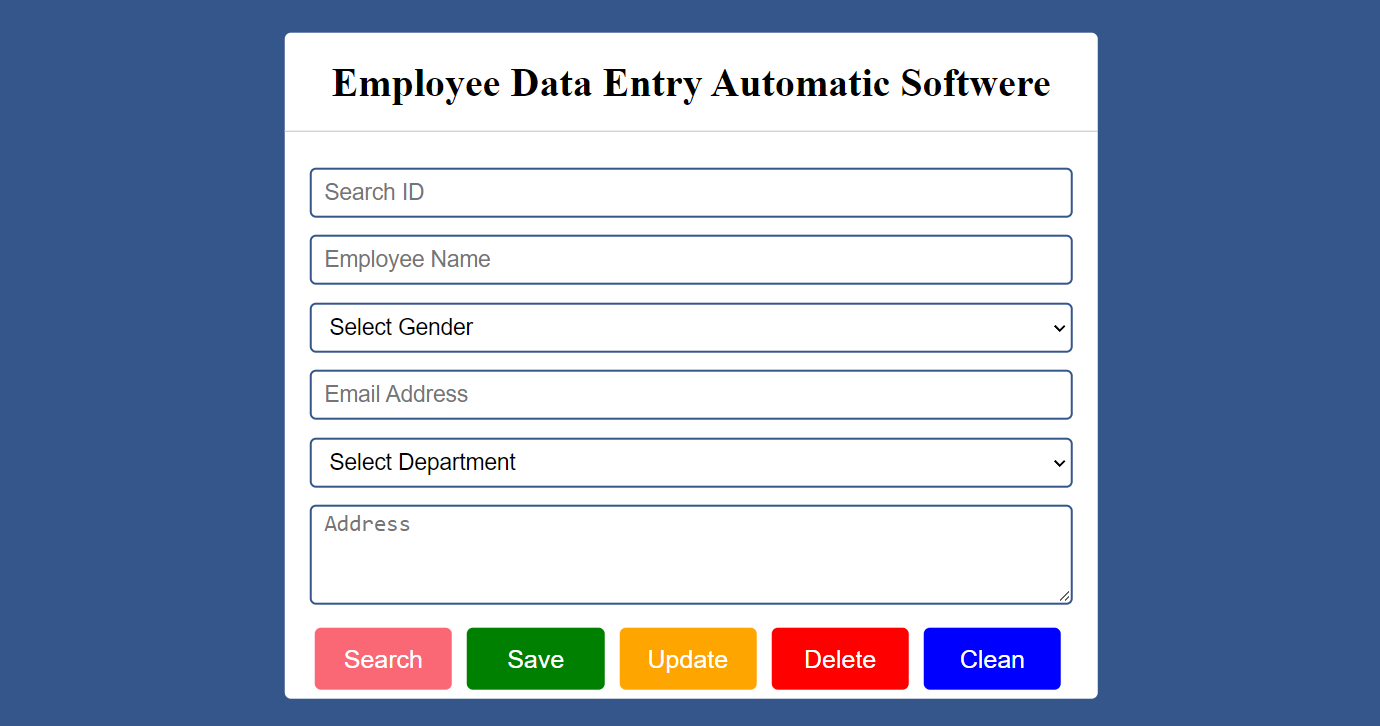 Employee Data Entry Automatic Softwere
Search ID
Employee Name
Select Gender
Email Address
Select Department
Address
Search Save Update Delete Clean